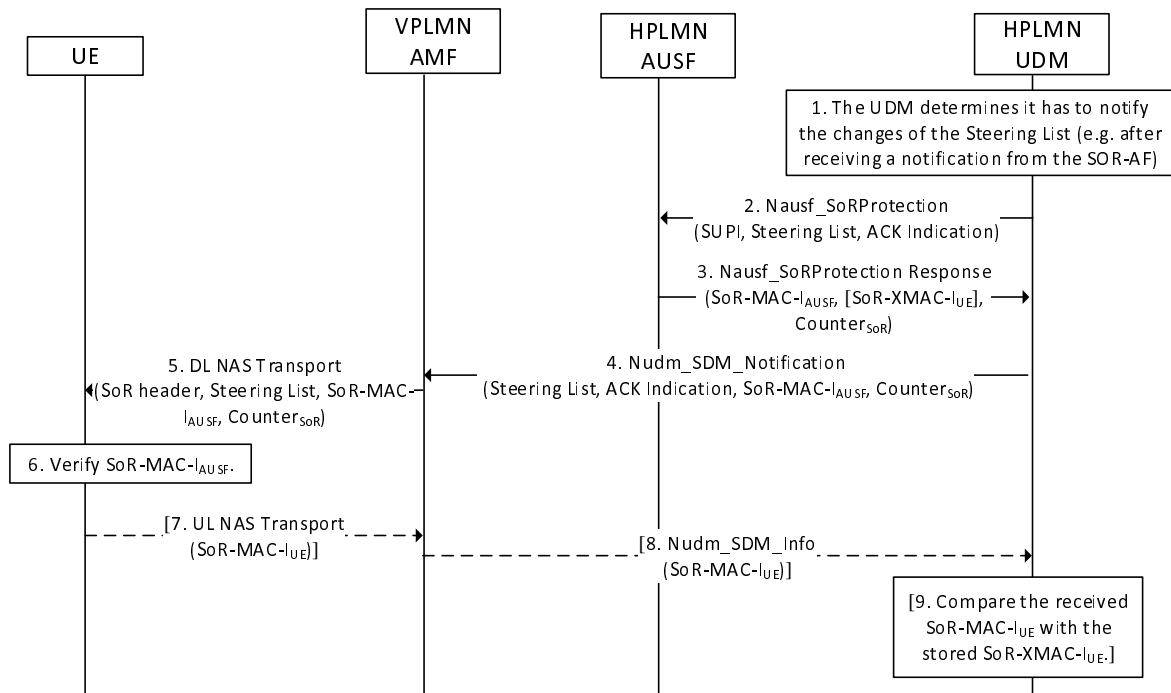 UE
VPLMN
AMF
HPLMN
AUSF
HPLMN
UDM
1. The UDM determines it has to notify
the changes of the Steering List (e.g. after
receiving a notification from the SOR-AF)
2. Nausf_SoRProtection
(SUPI, Steering List, ACK Indication)
3. Nausf_SoRProtection Response
(SoR-MAC-IAUSF, [SoR-XMAC-IUE],
CounterSoR)
4. Nudm_SDM_Notification
(Steering List, ACK Indication, SoR-MAC-IAUSF, CounterSoR)
5. DL NAS Transport
(SoR header, Steering List, SoR-MAC-
IAUSF, CounterSoR)
6. Verify SoR-MAC-IAUSF.
[7. UL NAS Transport
(SoR-MAC-IUE)]
[8. Nudm_SDM_Info
(SoR-MAC-IUE)]
[9. Compare the received
SoR-MAC-IUE with the
stored SoR-XMAC-IUE.]